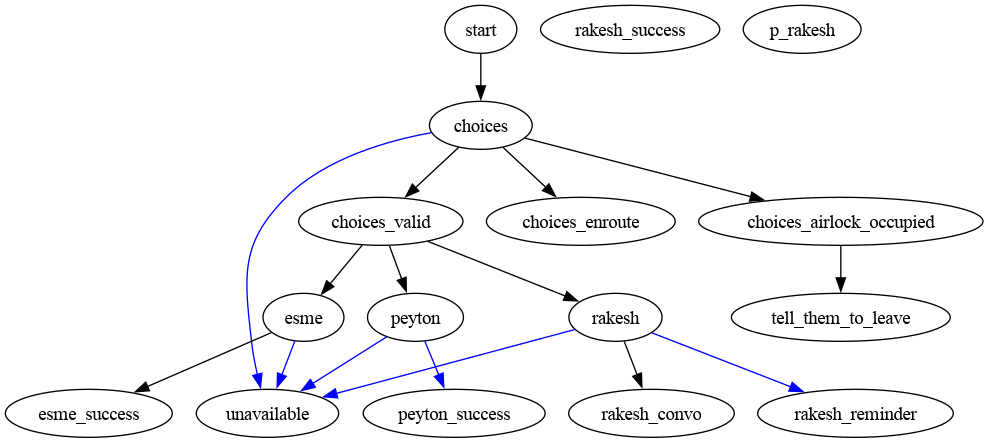 start
rakesh_success
p_rakesh
choices
choices_valid
choices_enroute
choices_airlock_occupied
esme
peyton
rakesh
tell_them_to_leave
esme_success
unavailable
peyton_success
rakesh_convo
rakesh_reminder